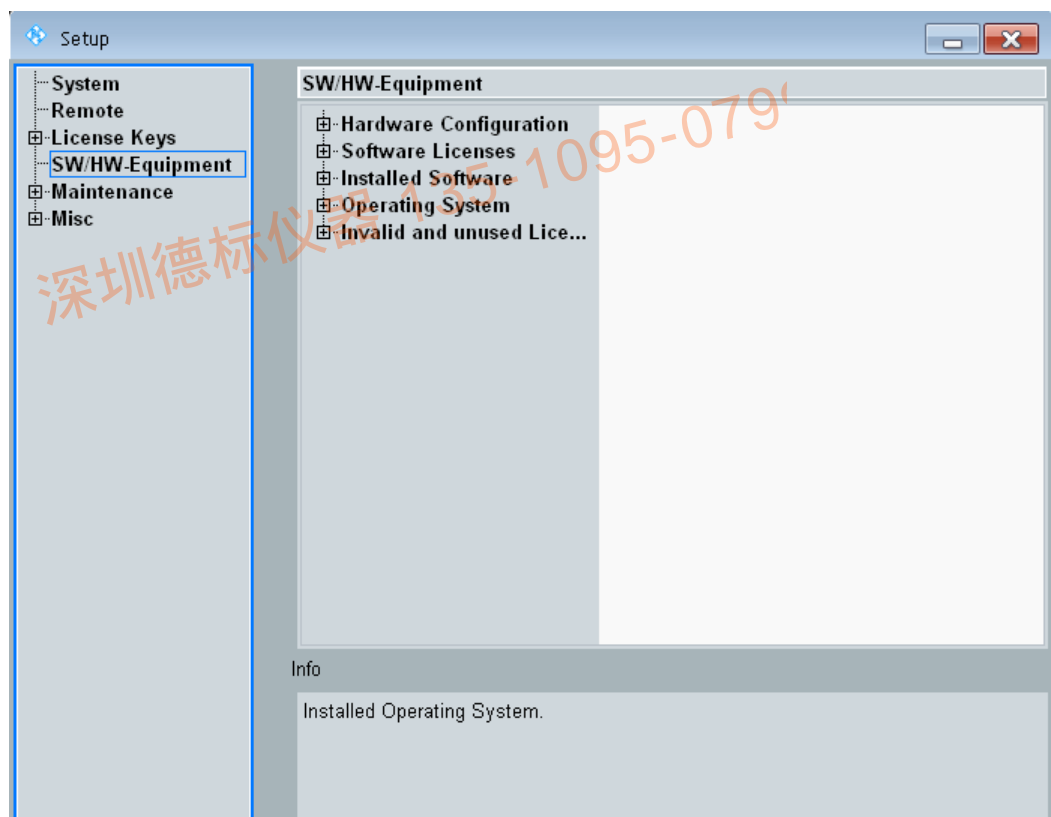 Setup
System
Remote
License Keys
SW/HW-Equipment
Maintenance
Misc
SW/HW-Equipment
Hardware Configuration
Software Licenses
Installed Software
Operating System
Invalid and unused Lice...
深圳德标仪器 135-1095-079
Info
Installed Operating System.